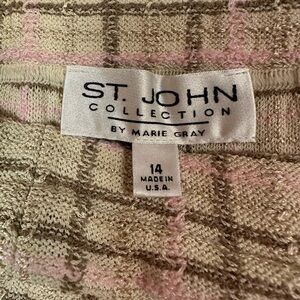 ST. JOHN
COLLECTION
BY MARIE GRAY
14
MADE IN
U.S.A.